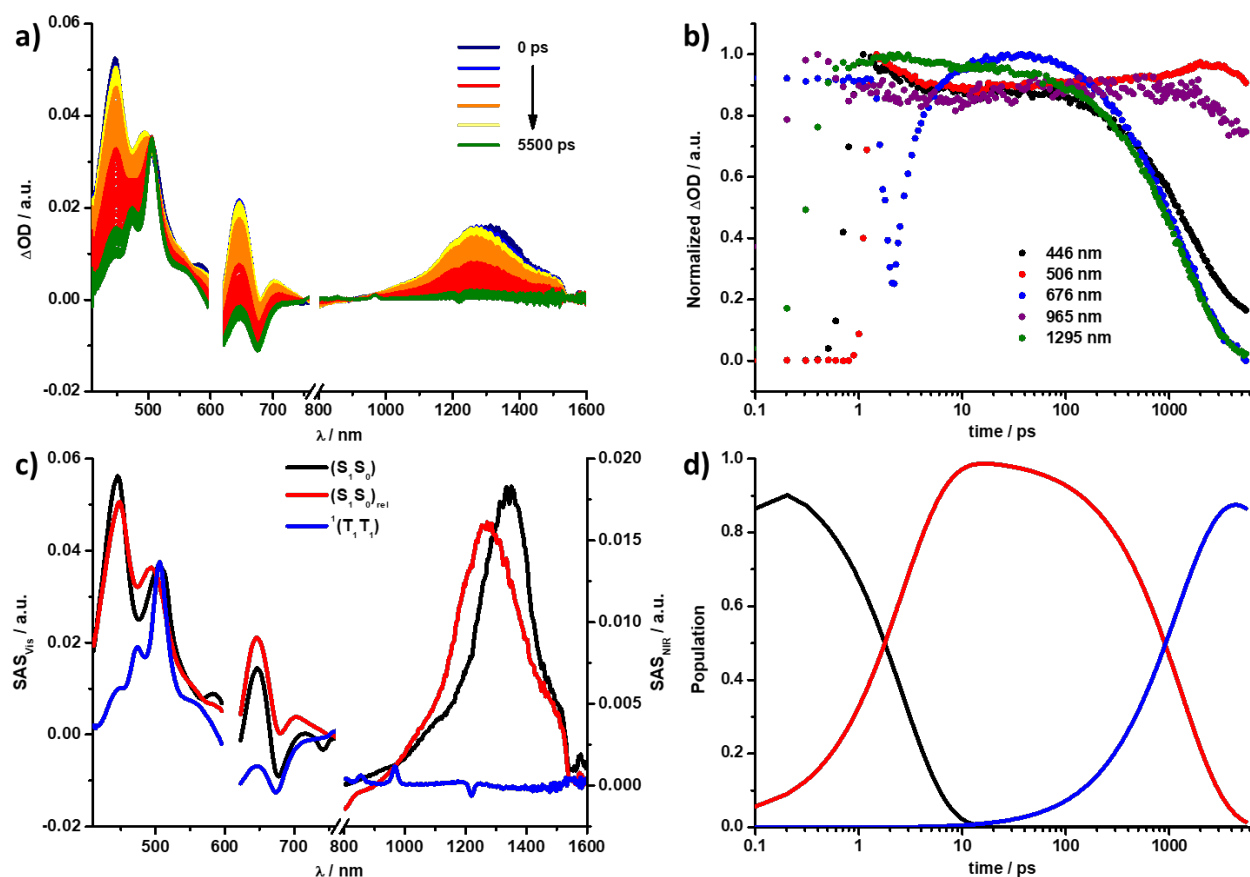 a)
0.06
0.04
0.02
0.00
-0.02
ΔOD / a.u.
0 ps
5500 ps
500 600 700 800 1000 1200 1400 1600
λ / nm
b)
1.0
0.8
0.6
0.4
0.2
0.0
Normalized ΔOD / a.u.
446 nm
506 nm
676 nm
965 nm
1295 nm
0.1 1 10 100 1000
time / ps
c)
0.06
0.04
0.02
0.00
-0.02
SAS_Vis / a.u.
(S₁S₀)
(S₁S₀)_rel
¹(T₁T₁)
0.020
0.015
0.010
0.005
0.000
SAS_NIR / a.u.
500 600 700 800 1000 1200 1400 1600
λ / nm
d)
1.0
0.8
0.6
0.4
0.2
0.0
Population
0.1 1 10 100 1000
time / ps